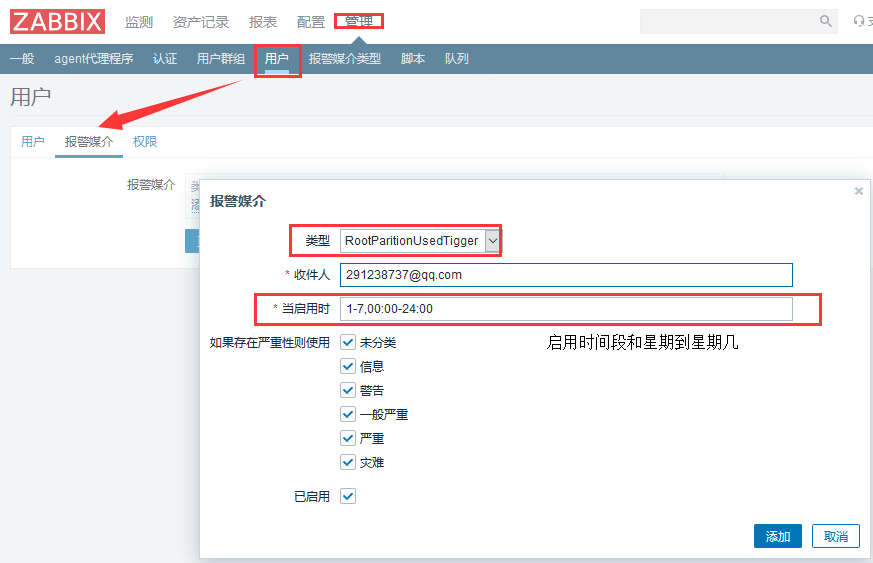 ZABBIX 监测 资产记录 报表 配置 管理
一般 agent代理程序 认证 用户群组 用户 报警媒介类型 脚本 队列
用户
用户 报警媒介 权限
报警媒介
报警媒介
类型 RootParitionUsedTigger
* 收件人 291238737@qq.com
* 当启用时 1-7,00:00-24:00
启用时间段和星期到星期几
如果存在严重性则使用 未分类
信息
警告
一般严重
严重
灾难
已启用
添加 取消